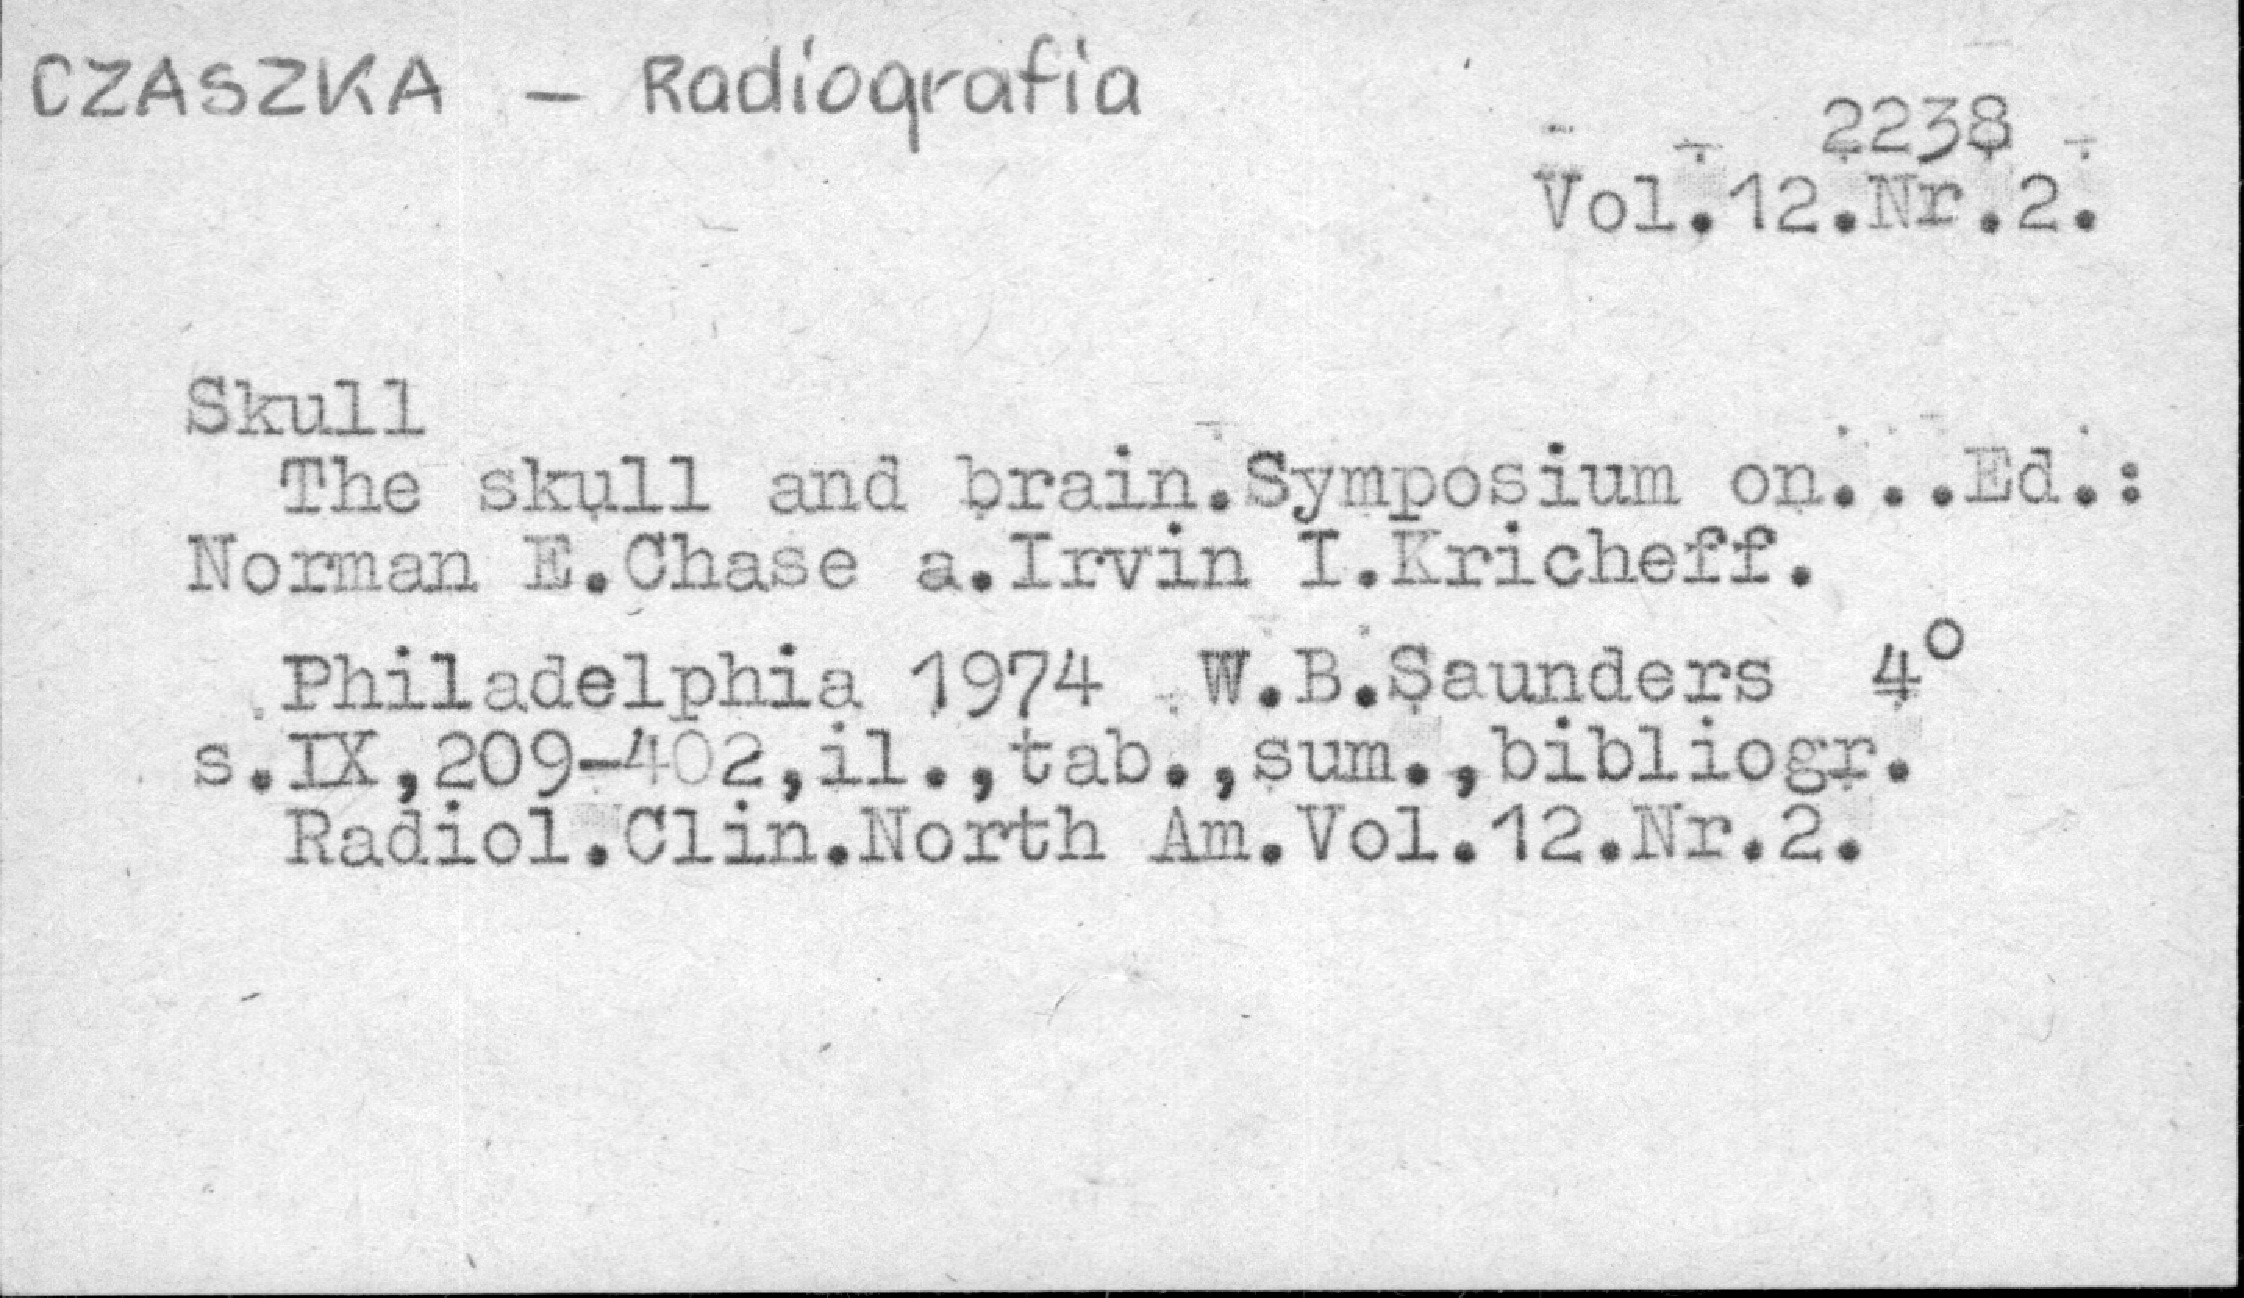 CZASZKA - Radiografia
2238
Vol.12.Nr.2.
Skull
The skull and brain.Symposium on...Ed.:
Norman E.Chase a.Irvin I.Kricheff.
Philadelphia 1974 W.B.Saunders 4°
s.IX,209-402,il.,tab.,sum.,bibliogr.
Radiol.Clin.North Am.Vol.12.Nr.2.